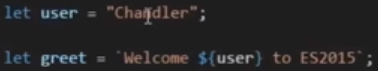 let user = "Chandler";
let greet = `Welcome ${user} to ES2015`;